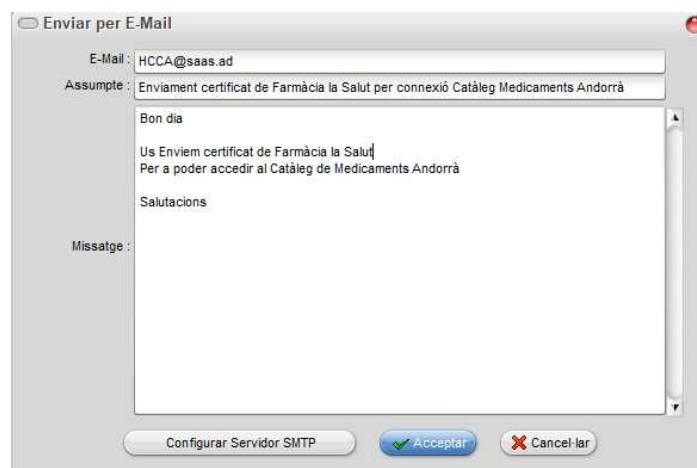 Enviar per E-Mail
E-Mail : HCCA@saas.ad
Assumpte : Enviament certificat de Farmàcia la Salut per connexió Catàleg Medicaments Andorrà
Missatge :
Bon dia
Us Enviem certificat de Farmàcia la Salut
Per a poder accedir al Catàleg de Medicaments Andorrà
Salutacions
Configurar Servidor SMTP
Acceptar
Cancel·lar